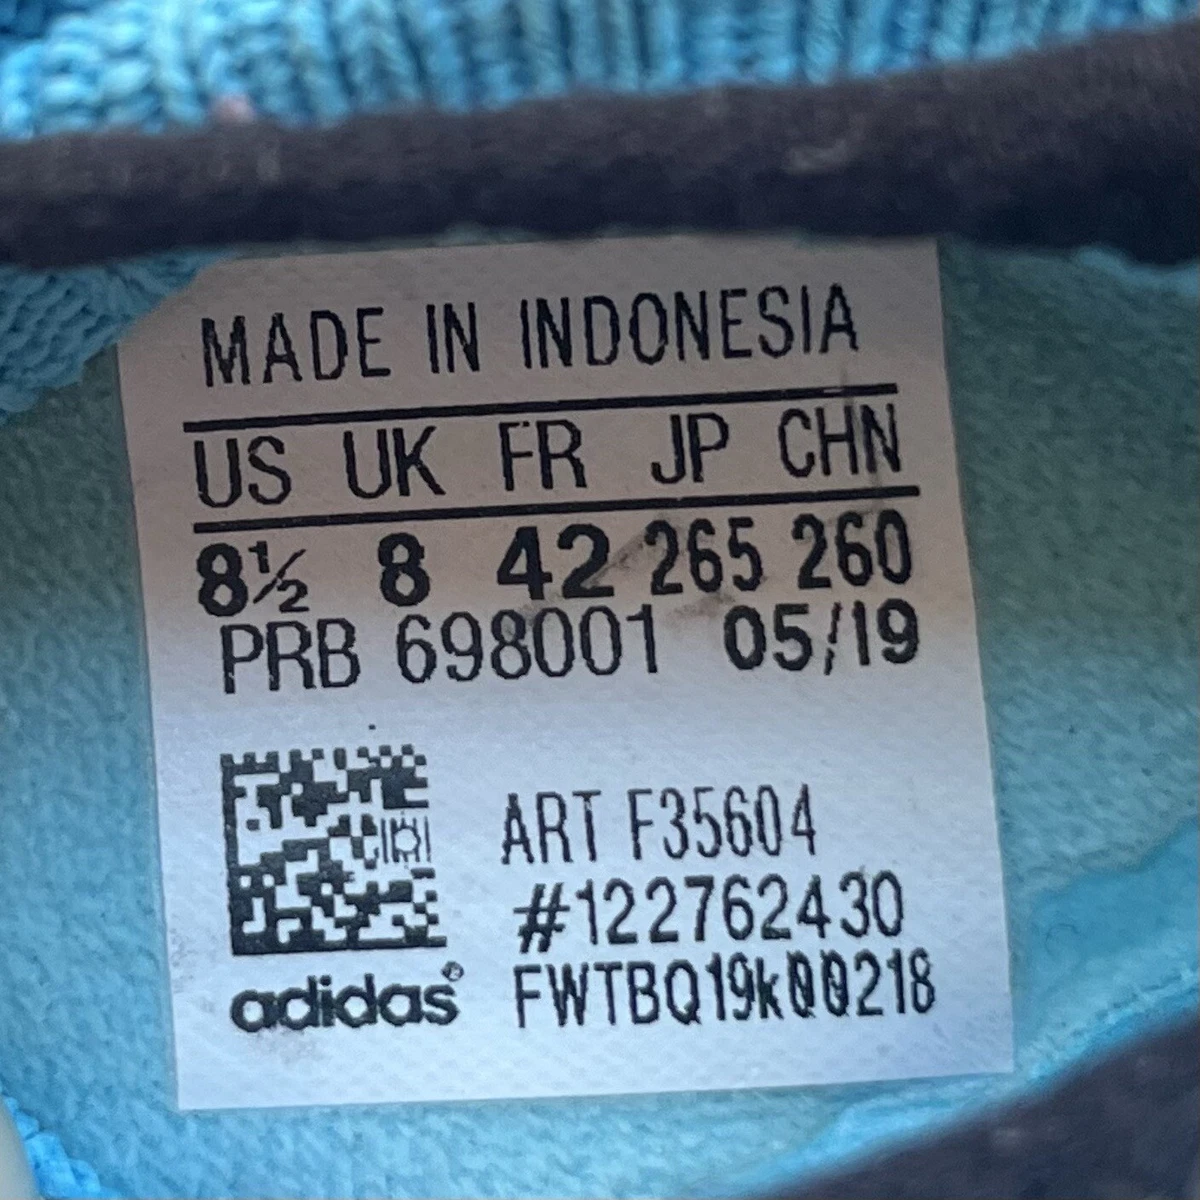 MADE IN INDONESIA
US UK FR JP CHN
8½ 8 42 265 260
PRB 698001 05/19
ART F35604
#122762430
adidas® FWTBQ19k00218